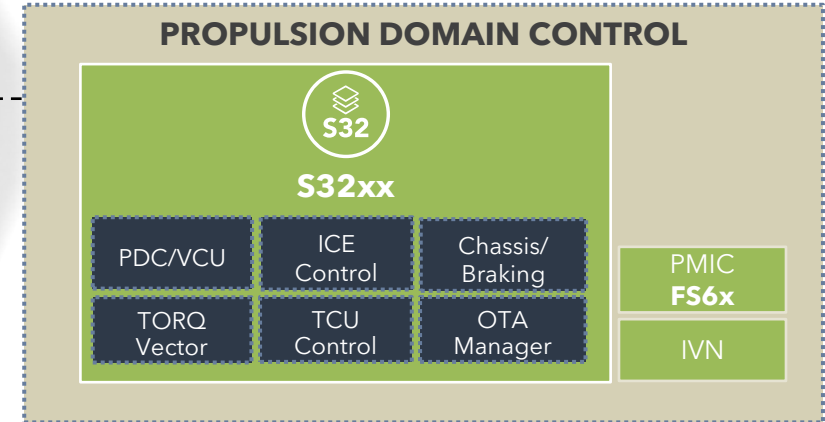 PROPULSION DOMAIN CONTROL
S32
S32xx
PDC/VCU
ICE
Control
Chassis/
Braking
TORQ
Vector
TCU
Control
OTA
Manager
PMIC
FS6x
IVN